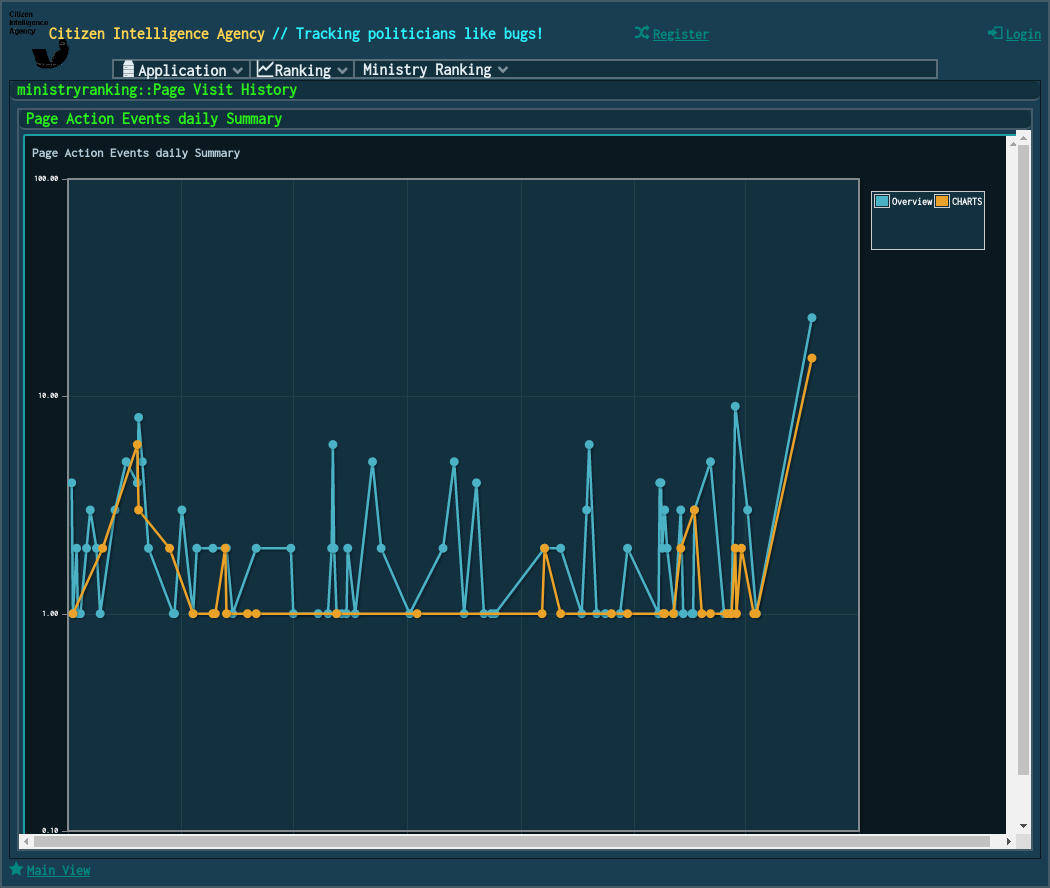 Citizen
Intelligence
Agency
Citizen Intelligence Agency // Tracking politicians like bugs!
Register
Login
Application
Ranking
Ministry Ranking
ministryranking::Page Visit History
Page Action Events daily Summary
Page Action Events daily Summary
100.00
Overview
CHARTS
10.00
1.00
0.10
Main View